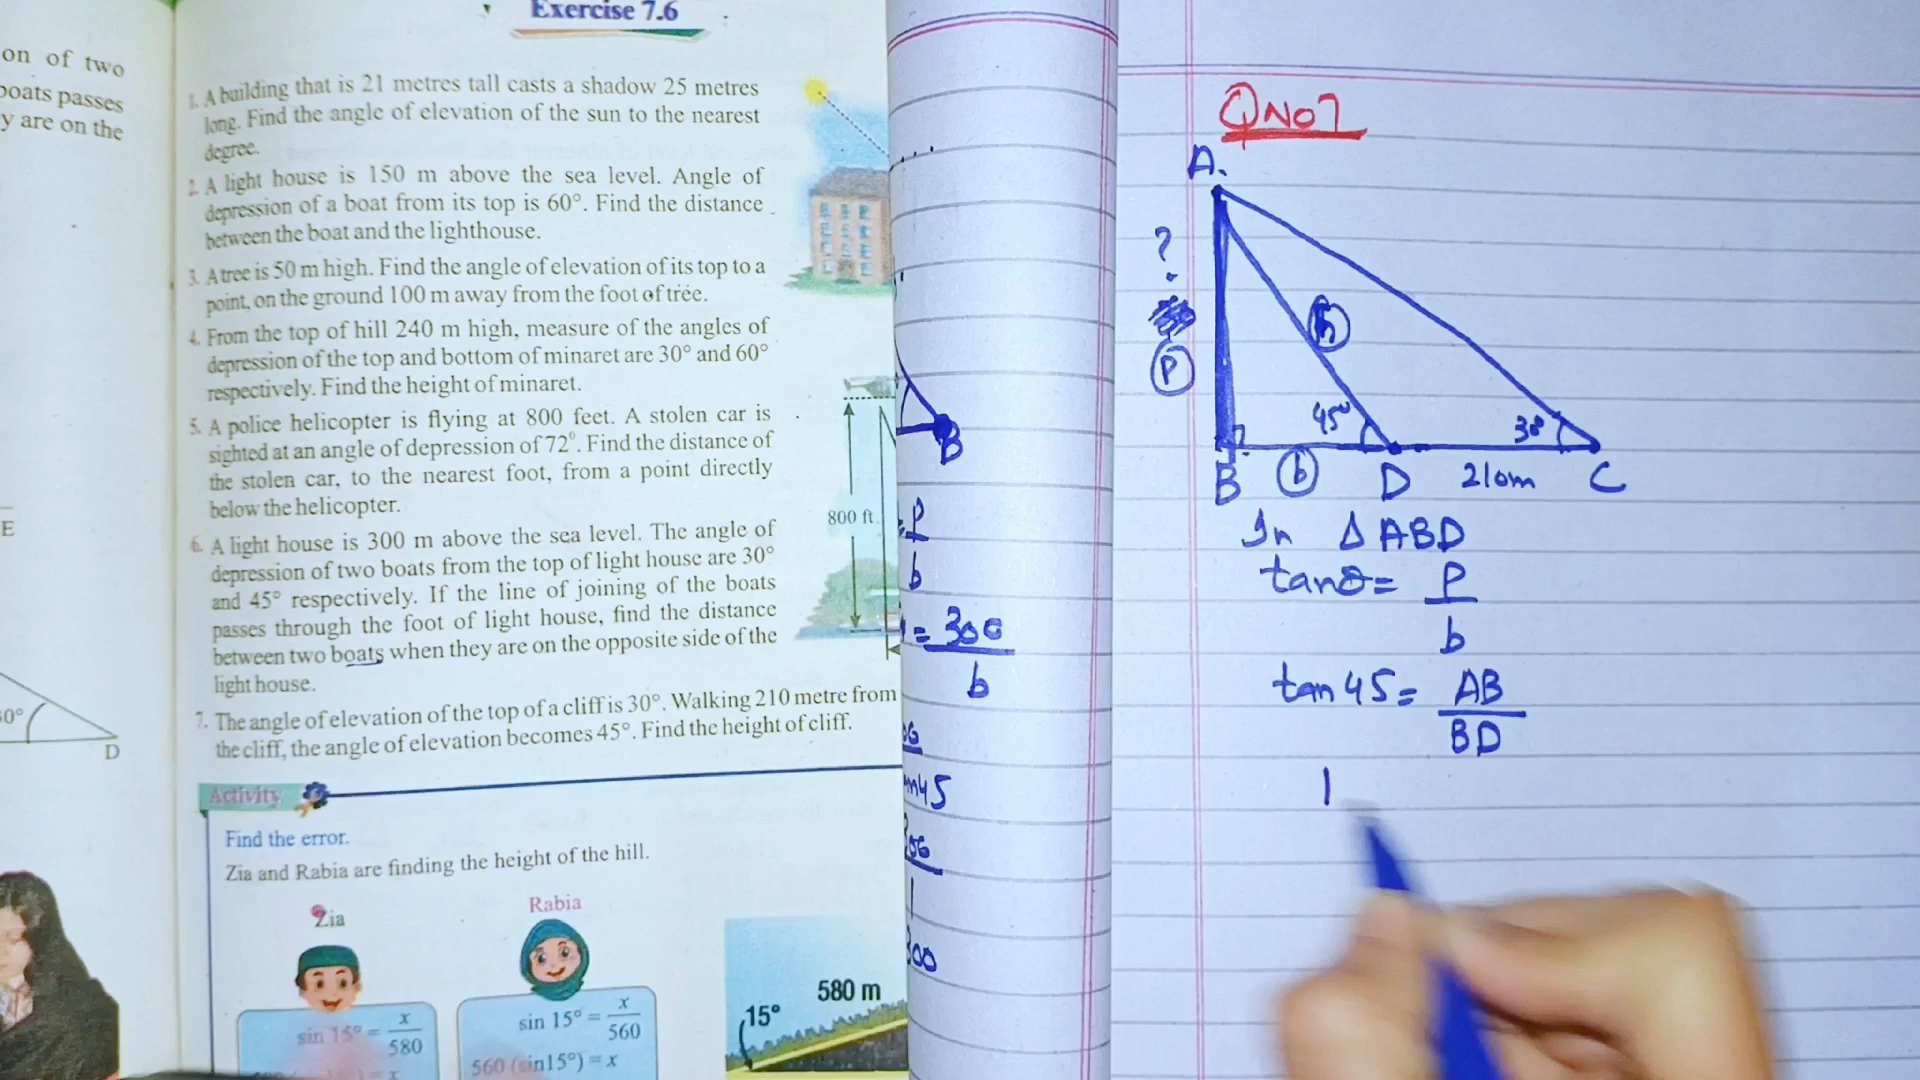 on of two
boats passes
y are on the
E
D
Exercise 7.6
1. A building that is 21 metres tall casts a shadow 25 metres
long. Find the angle of elevation of the sun to the nearest
degree.
2. A light house is 150 m above the sea level. Angle of
depression of a boat from its top is 60°. Find the distance
between the boat and the lighthouse.
3. A tree is 50 m high. Find the angle of elevation of its top to a
point, on the ground 100 m away from the foot of tree.
4. From the top of hill 240 m high, measure of the angles of
depression of the top and bottom of minaret are 30° and 60°
respectively. Find the height of minaret.
5. A police helicopter is flying at 800 feet. A stolen car is
sighted at an angle of depression of 72°. Find the distance of
the stolen car, to the nearest foot, from a point directly
below the helicopter.
800 ft.
6. A light house is 300 m above the sea level. The angle of
depression of two boats from the top of light house are 30°
and 45° respectively. If the line of joining of the boats
passes through the foot of light house, find the distance
between two boats when they are on the opposite side of the
light house.
7. The angle of elevation of the top of a cliff is 30°. Walking 210 metre from
the cliff, the angle of elevation becomes 45°. Find the height of cliff.
Activity
Find the error.
Zia and Rabia are finding the height of the hill.
Zia
Rabia
sin 15° = x/580
sin 15° = x/560
560 (sin15°) = x
15°
580 m
B
= P/b
= 300/b
45
300
Q No 7
A
?
P
h
45°
30°
B
b
D
210m
C
In Δ ABD
tanθ = P/b
tan 45 = AB/BD
1